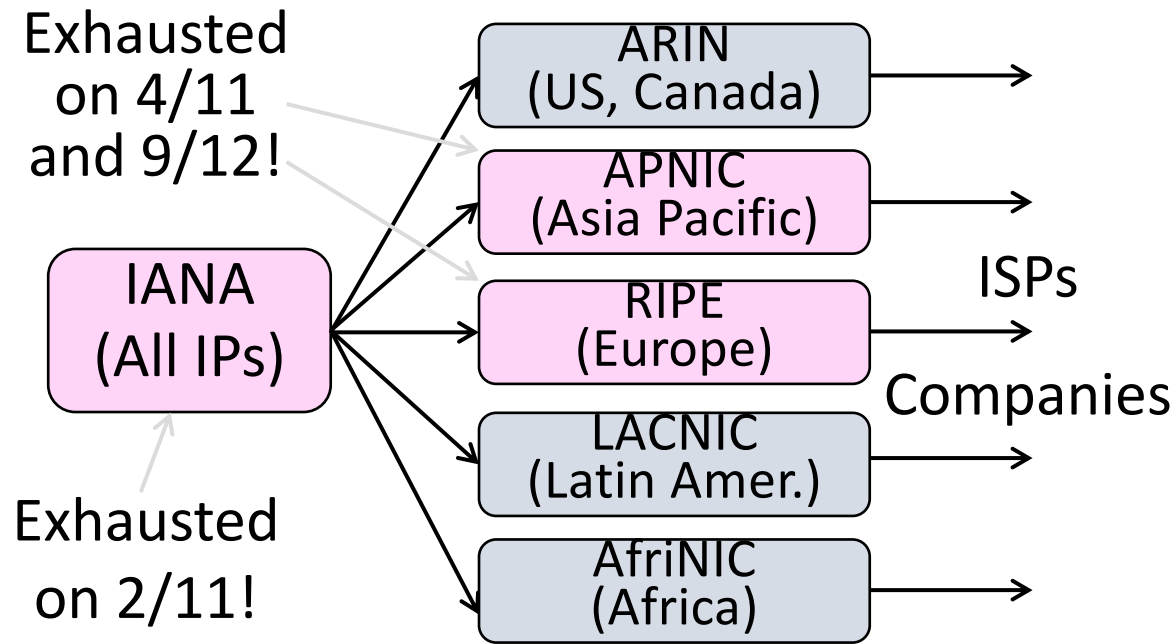 Exhausted
on 4/11
and 9/12!
IANA
(All IPs)
Exhausted
on 2/11!
ARIN
(US, Canada)
APNIC
(Asia Pacific)
RIPE
(Europe)
LACNIC
(Latin Amer.)
AfriNIC
(Africa)
ISPs
Companies